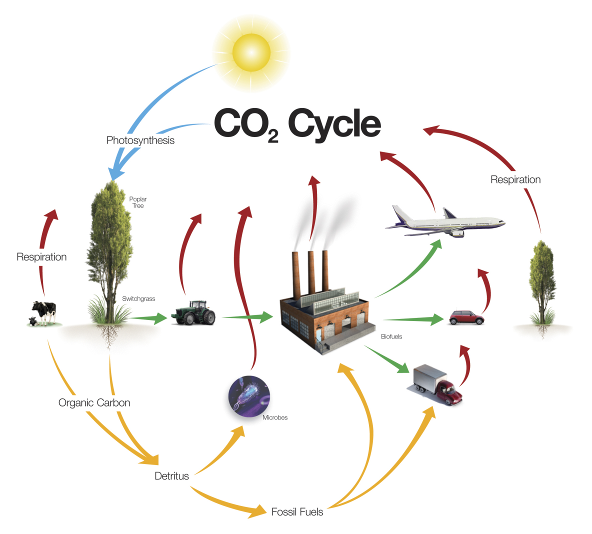 CO2 Cycle
Photosynthesis
Respiration
Poplar
Tree
Respiration
Switchgrass
Biofuels
Organic Carbon
Microbes
Detritus
Fossil Fuels